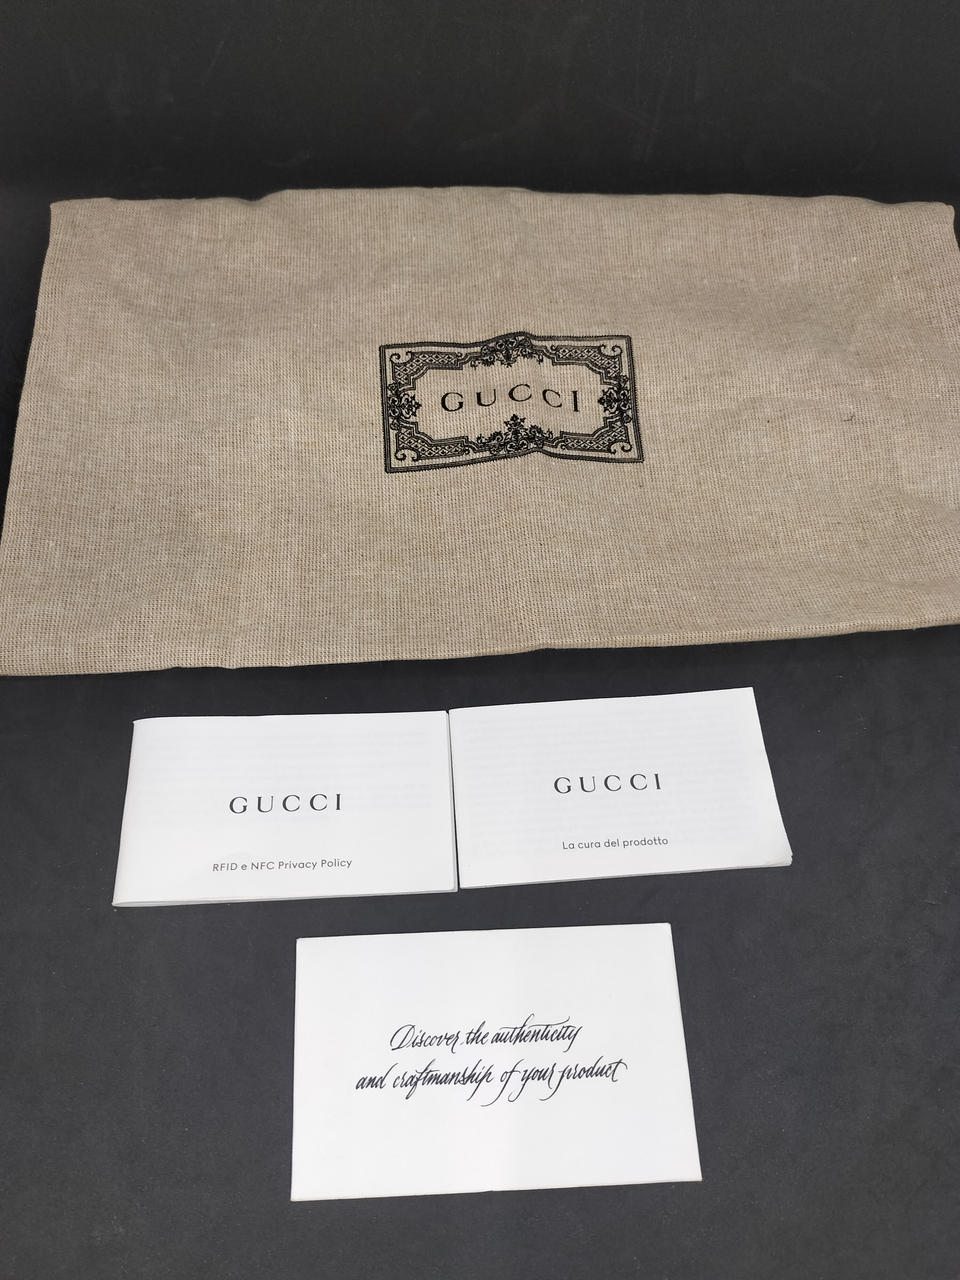 GUCCI
GUCCI
RFID e NFC Privacy Policy
GUCCI
La cura del prodotto
Discover the authenticity
and craftmanship of your product